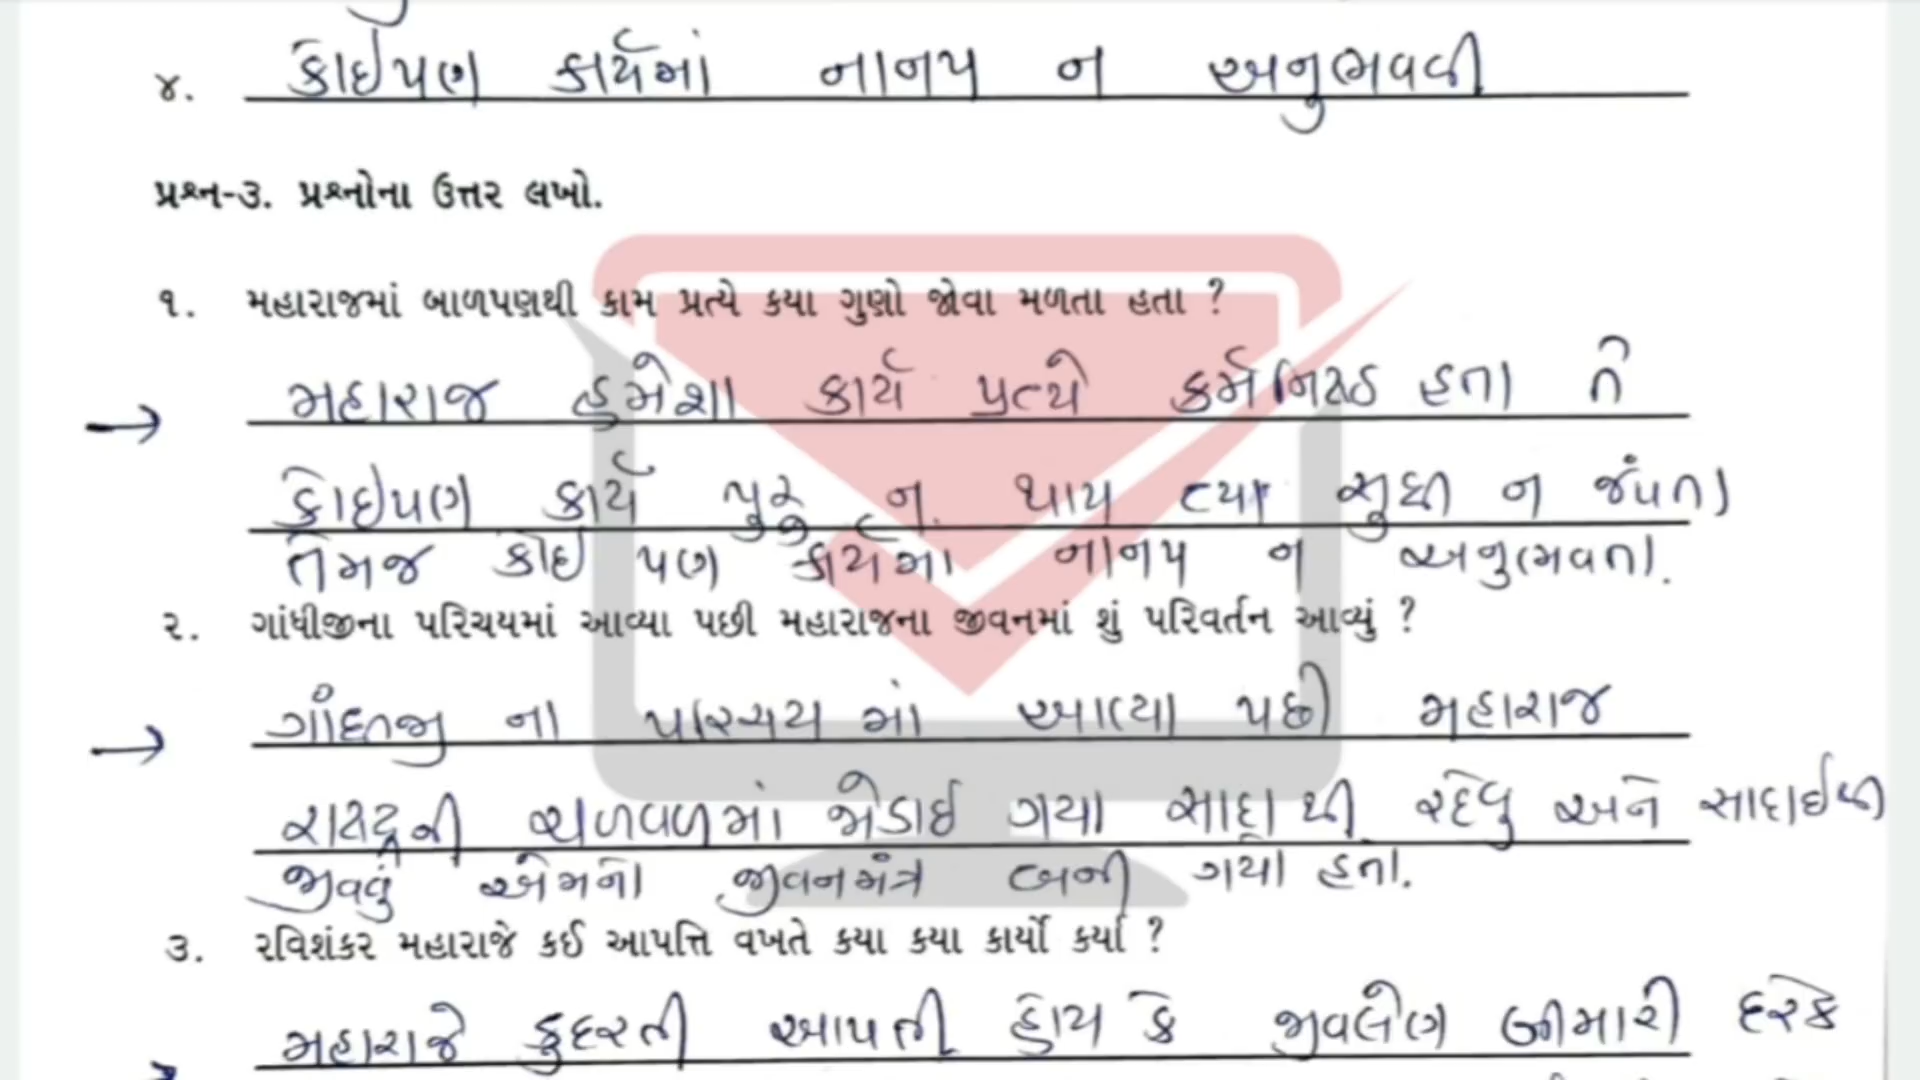 ૪. કોઈપણ કાર્યમાં નાનપ ન અનુભવવી
પ્રશ્ન-૩. પ્રશ્નોના ઉત્તર લખો.
૧. મહારાજમાં બાળપણથી કામ પ્રત્યે કયા ગુણો જોવા મળતા હતા ?
→ મહારાજ હમેશા કાર્ય પ્રત્યે કર્મનિષ્ઠ હતા તે
કોઇપણ કાર્ય પુરૂ ન થાય ત્યા સુધી ન જંપતા
તેમજ કોઇ પણ કાર્યમા નાનપ ન અનુભવતા.
૨. ગાંધીજીના પરિચયમાં આવ્યા પછી મહારાજના જીવનમાં શું પરિવર્તન આવ્યું ?
→ ગાંધીજી ના પરિચય માં આવ્યા પછી મહારાજ
રાષ્ટ્રની ચળવળમાં જોડાઈ ગયા સાદા થી રહેવુ અને સાદાઈથી
જીવવું એમનો જીવનમંત્ર બની ગયો હતો.
૩. રવિશંકર મહારાજે કઈ આપત્તિ વખતે કયા કયા કાર્યો કર્યાં ?
મહારાજે કુદરતી આપતી હોય કે જીવલેણ બીમારી દરેક